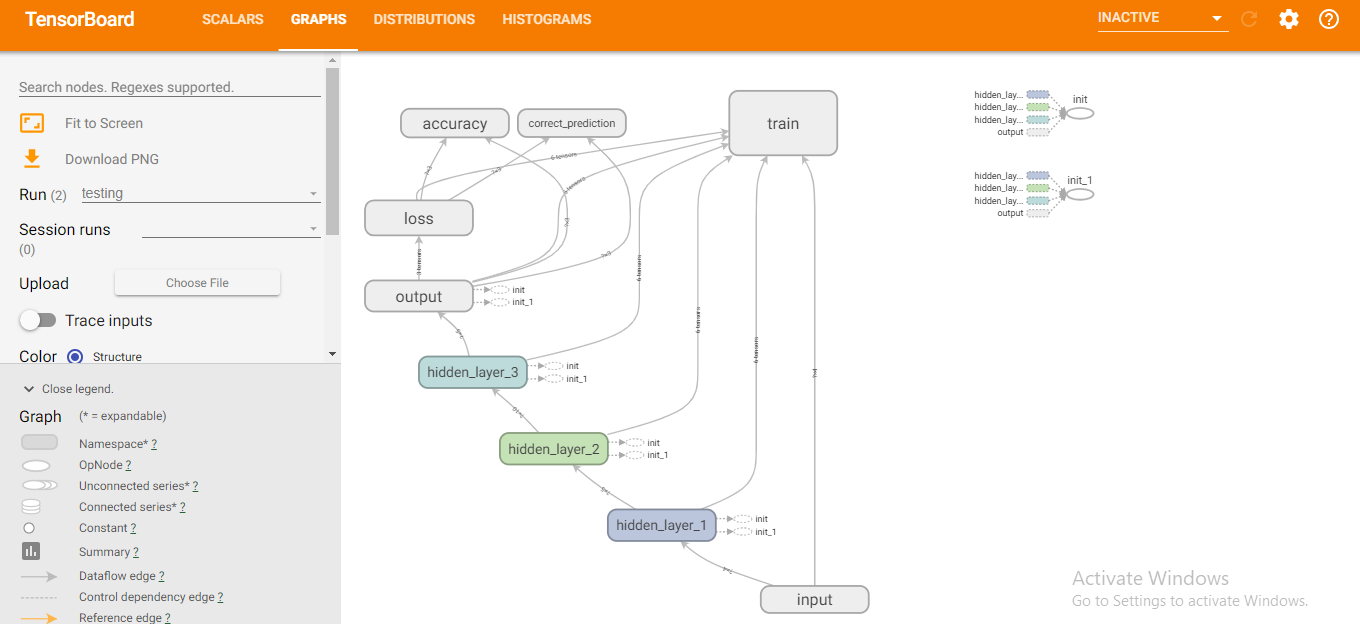 TensorBoard
SCALARS
GRAPHS
DISTRIBUTIONS
HISTOGRAMS
INACTIVE
Search nodes. Regexes supported.
Fit to Screen
Download PNG
Run (2)
testing
Session runs
(0)
Upload
Choose File
Trace inputs
Color
Structure
Close legend.
Graph
(* = expandable)
Namespace* ?
OpNode ?
Unconnected series* ?
Connected series* ?
Constant ?
Summary ?
Dataflow edge ?
Control dependency edge ?
Reference edge ?
accuracy
correct_prediction
train
6 tensors
loss
3 tensors
6 tensors
output
init
init_1
hidden_layer_3
init
init_1
6 tensors
hidden_layer_2
init
init_1
6 tensors
hidden_layer_1
init
init_1
6 tensors
input
hidden_lay...
hidden_lay...
hidden_lay...
output
init
hidden_lay...
hidden_lay...
hidden_lay...
output
init_1
Activate Windows
Go to Settings to activate Windows.